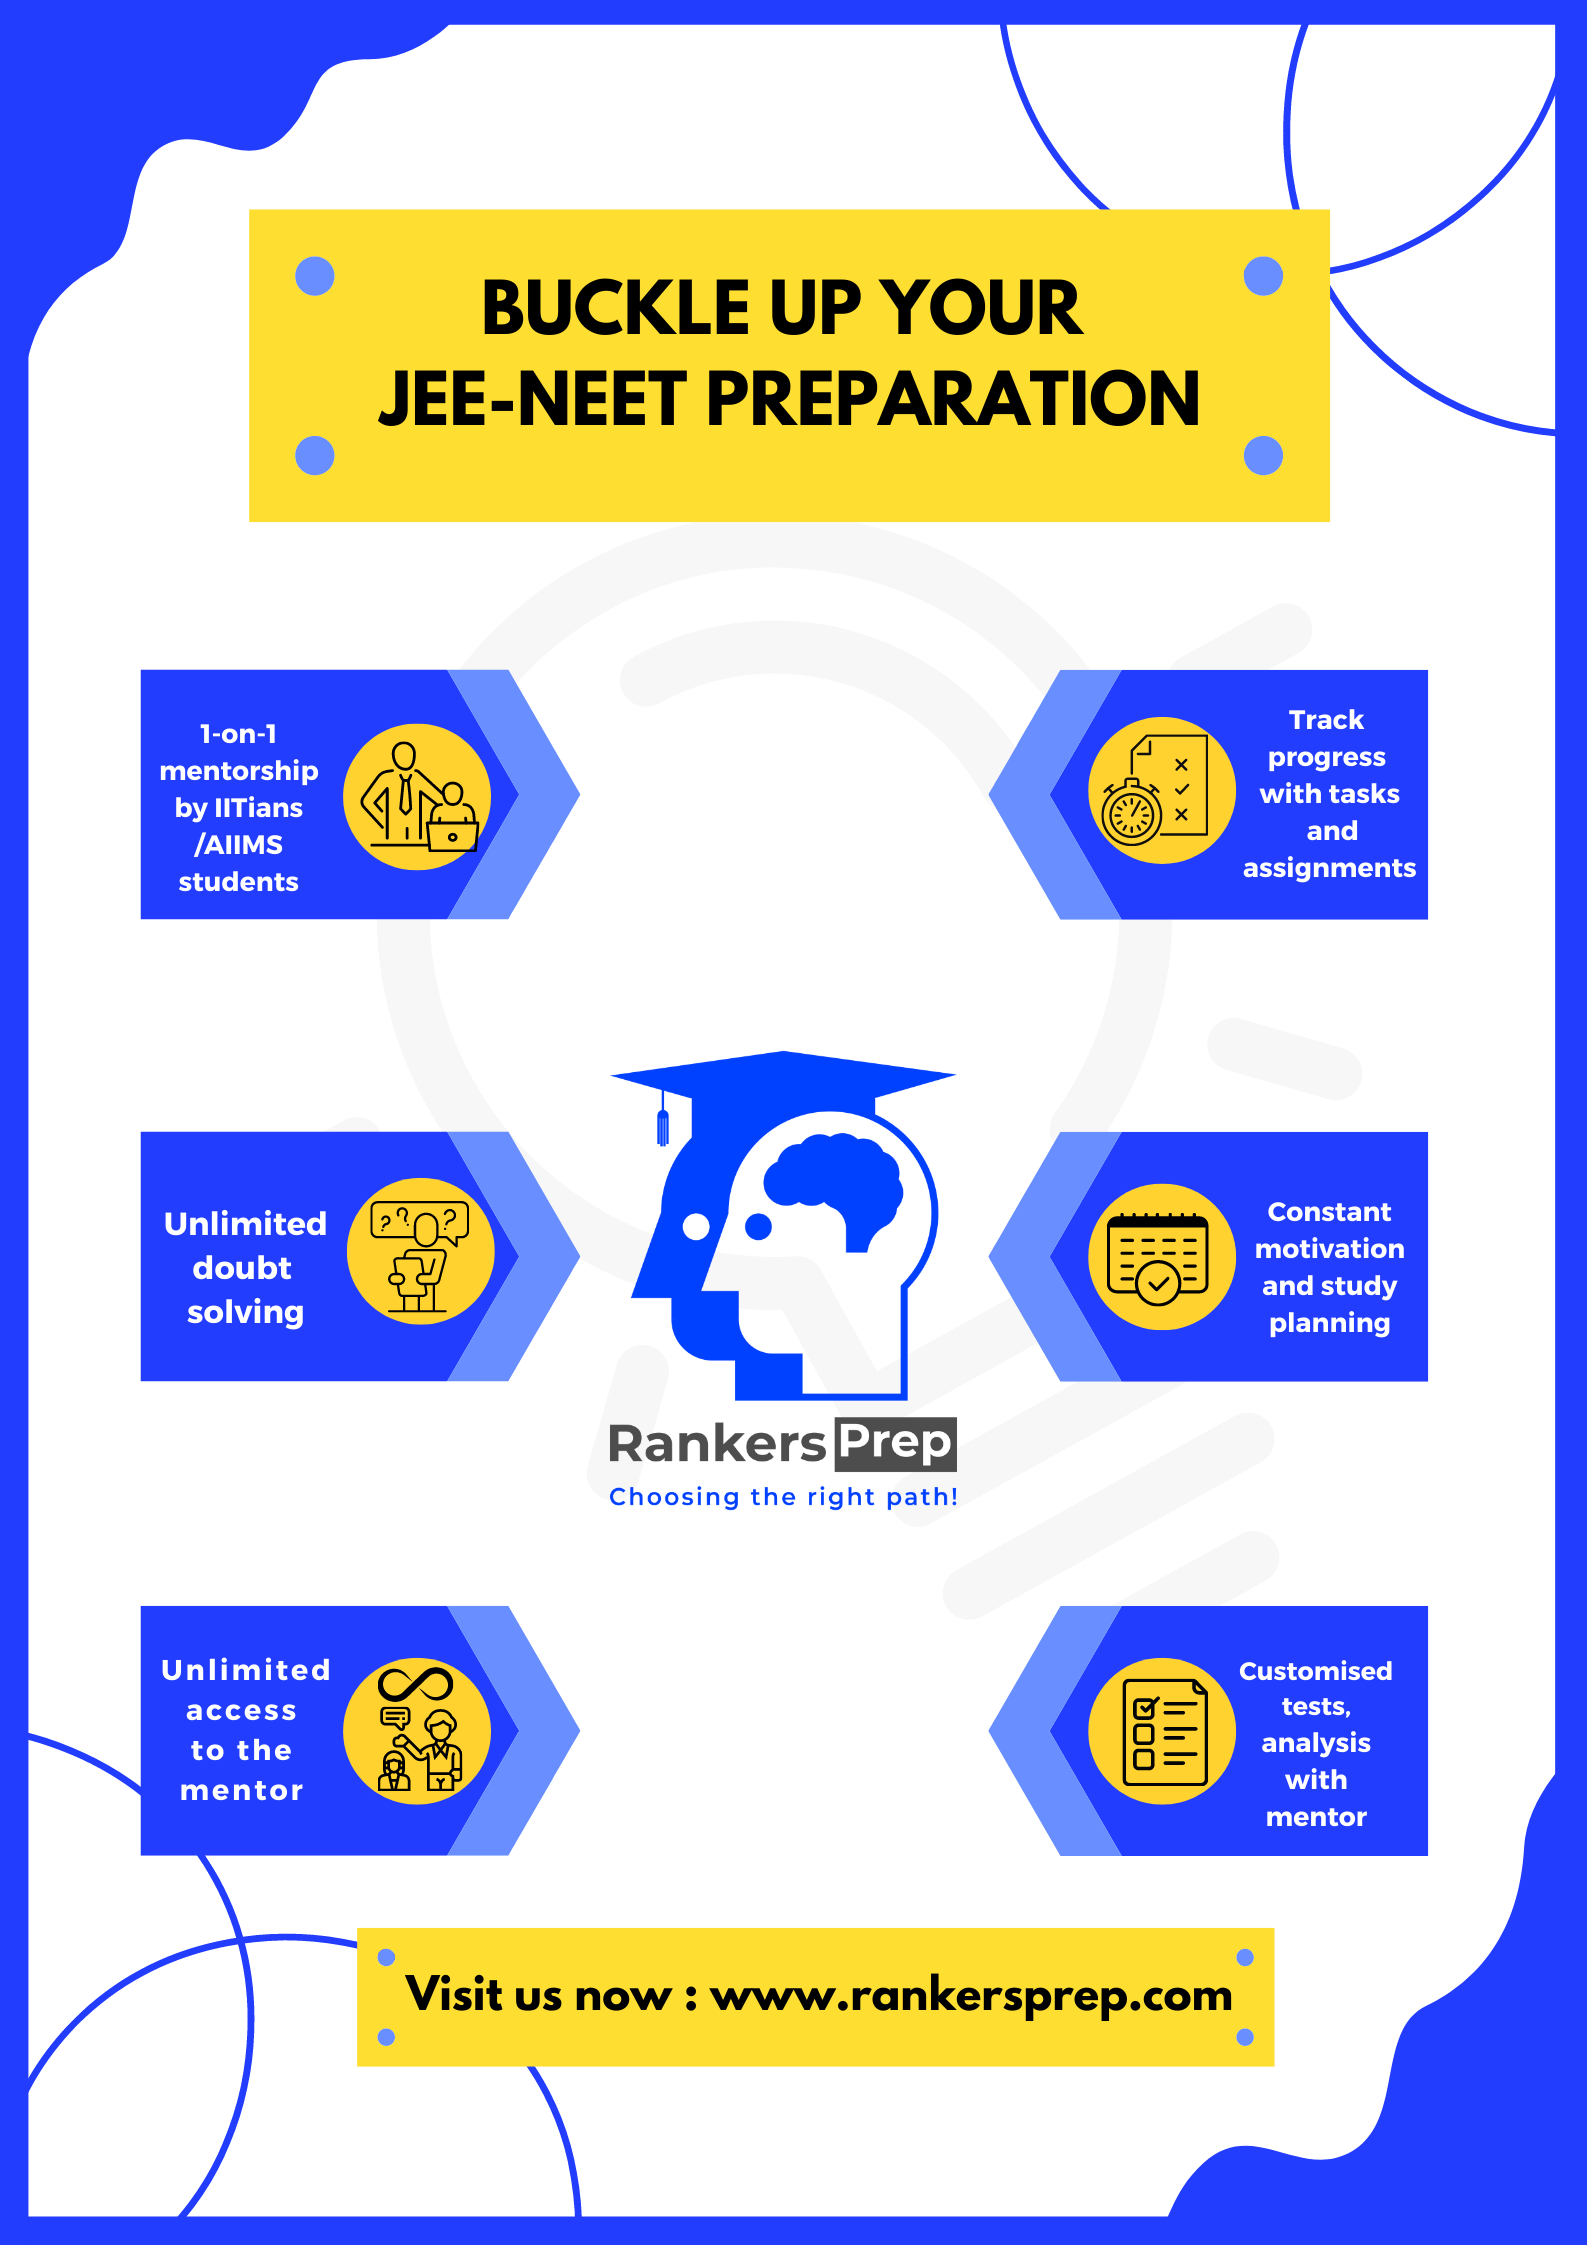 BUCKLE UP YOUR
JEE-NEET PREPARATION
1-on-1
mentorship
by IITians
/AIIMS
students
Track
progress
with tasks
and
assignments
Unlimited
doubt
solving
? ? ?
Constant
motivation
and study
planning
RankersPrep
Choosing the right path!
Unlimited
access
to the
mentor
Customised
tests,
analysis
with
mentor
Visit us now : www.rankersprep.com